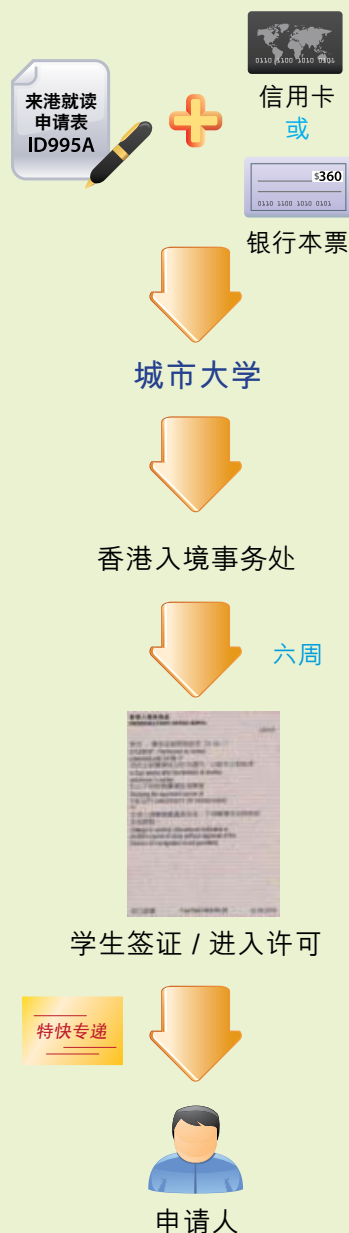 来港就读
申请表
ID995A
0110 1100 1010 0101
信用卡
或
$360
0110 1100 1010 0101
银行本票
城市大学
香港入境事务处
六周
学生签证 / 进入许可
特快专递
申请人